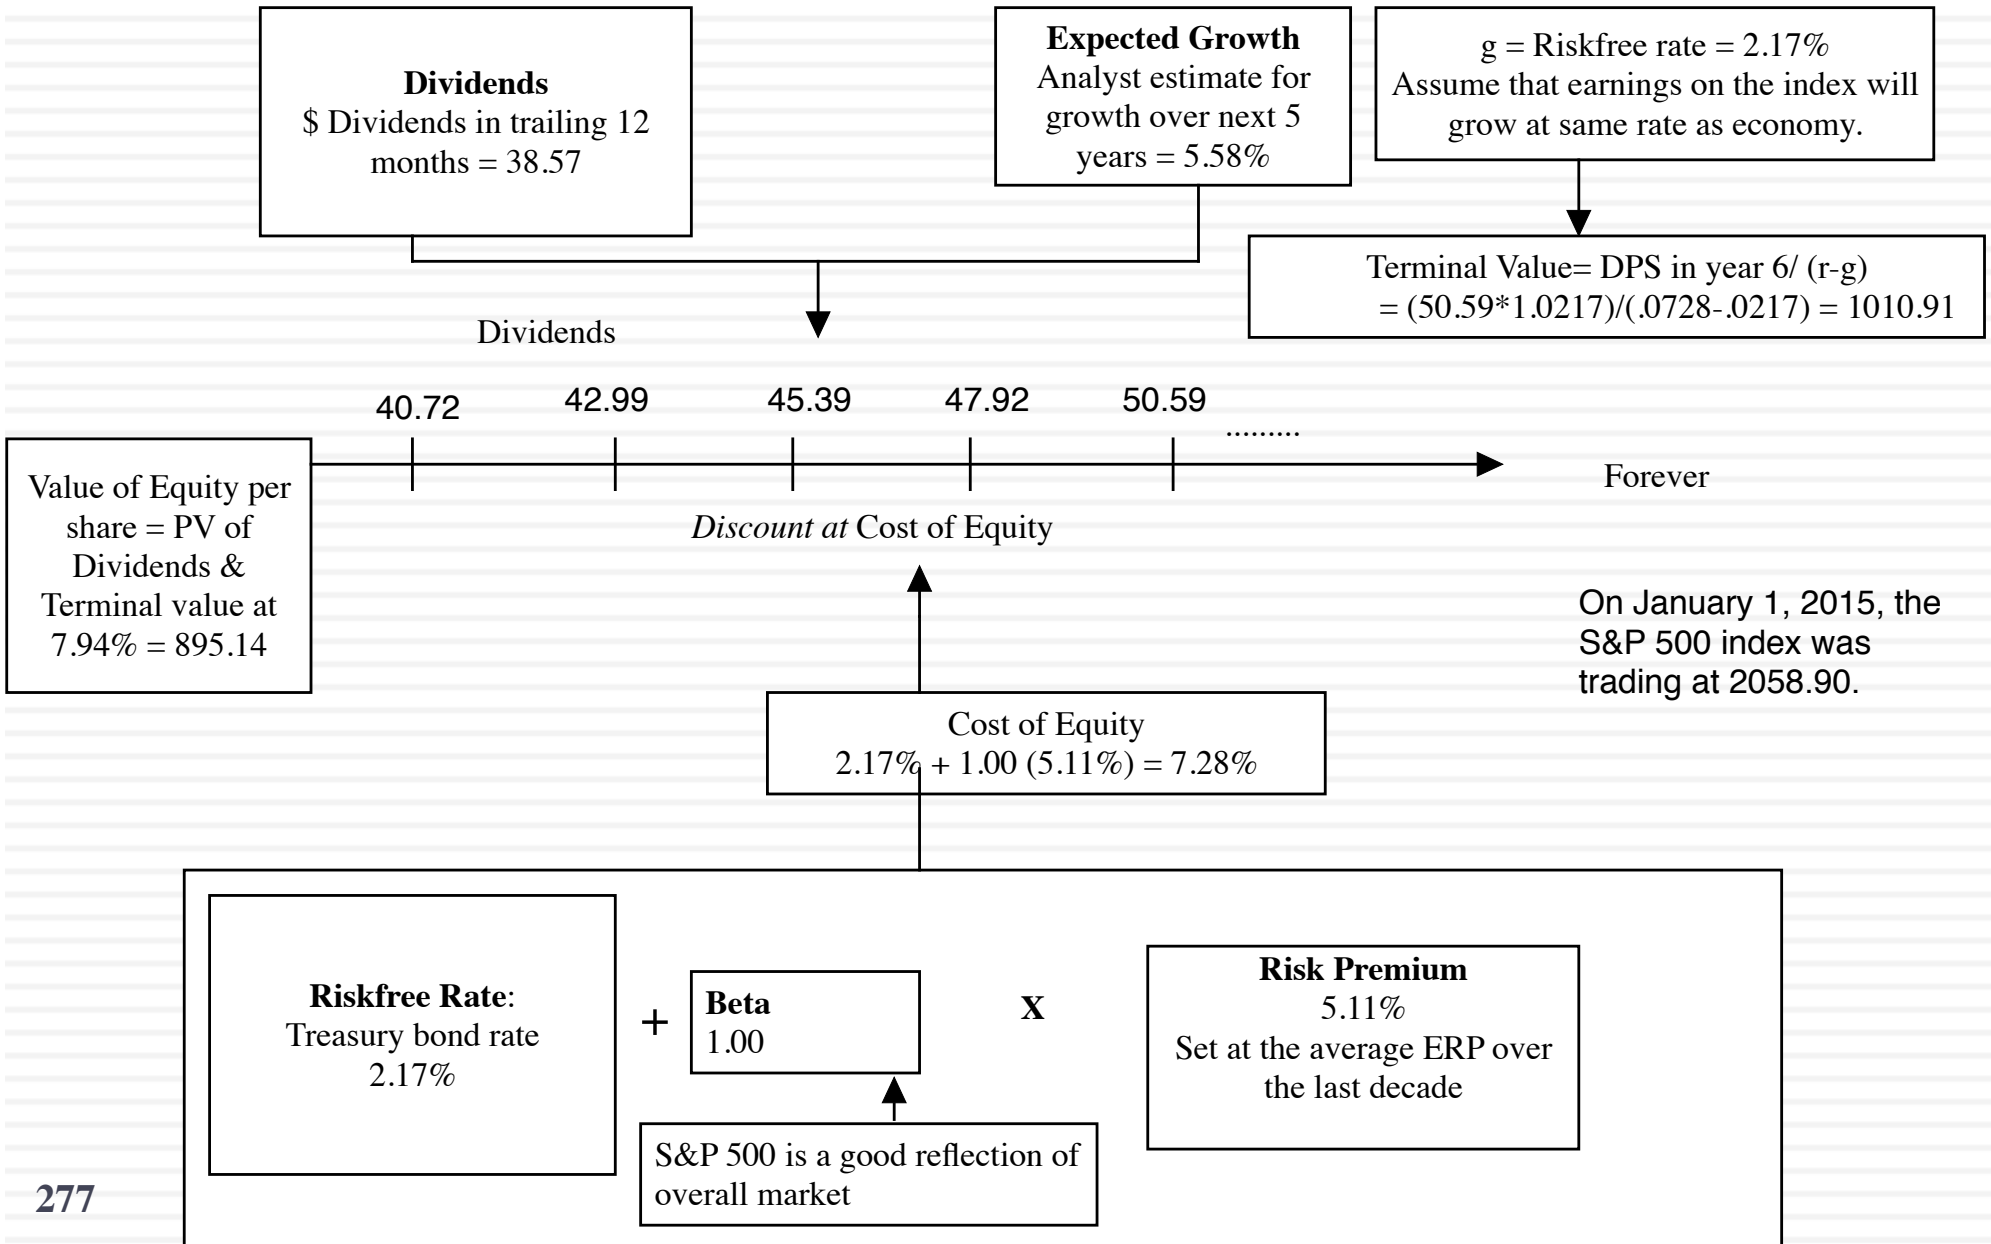 Dividends
$ Dividends in trailing 12
months = 38.57
Expected Growth
Analyst estimate for
growth over next 5
years = 5.58%
g = Riskfree rate = 2.17%
Assume that earnings on the index will
grow at same rate as economy.
Terminal Value= DPS in year 6/ (r-g)
= (50.59*1.0217)/(.0728-.0217) = 1010.91
Dividends
40.72 42.99 45.39 47.92 50.59
.........
Forever
Value of Equity per
share = PV of
Dividends &
Terminal value at
7.94% = 895.14
Discount at Cost of Equity
On January 1, 2015, the
S&P 500 index was
trading at 2058.90.
Cost of Equity
2.17% + 1.00 (5.11%) = 7.28%
Riskfree Rate:
Treasury bond rate
2.17%
+
Beta
1.00
X
Risk Premium
5.11%
Set at the average ERP over
the last decade
S&P 500 is a good reflection of
overall market
277